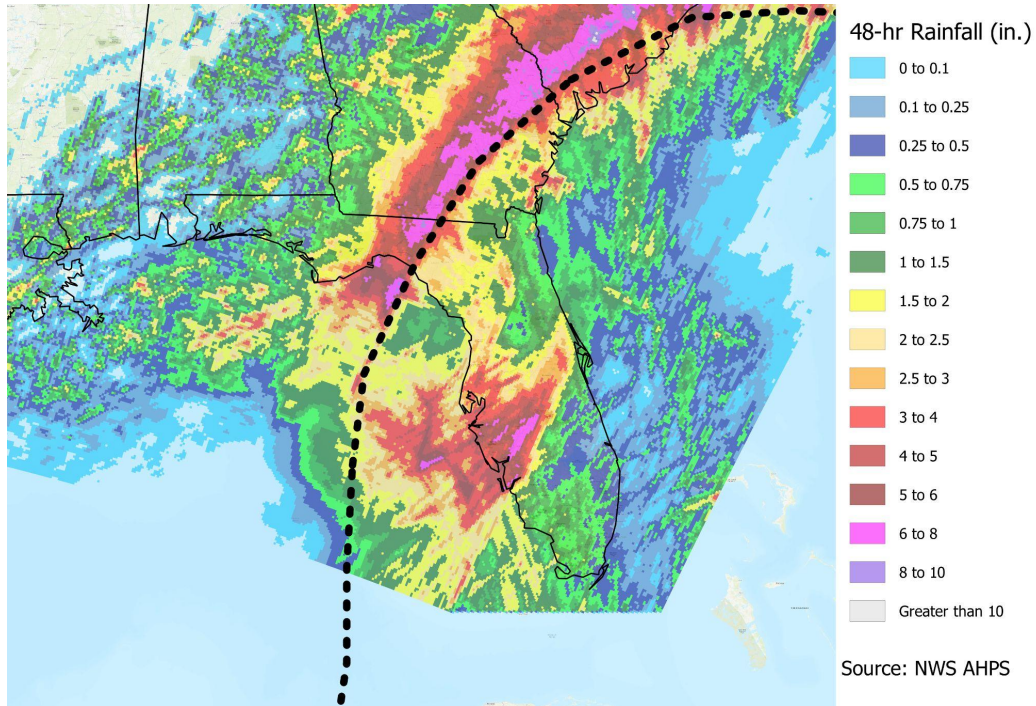 48-hr Rainfall (in.)
0 to 0.1
0.1 to 0.25
0.25 to 0.5
0.5 to 0.75
0.75 to 1
1 to 1.5
1.5 to 2
2 to 2.5
2.5 to 3
3 to 4
4 to 5
5 to 6
6 to 8
8 to 10
Greater than 10
Source: NWS AHPS